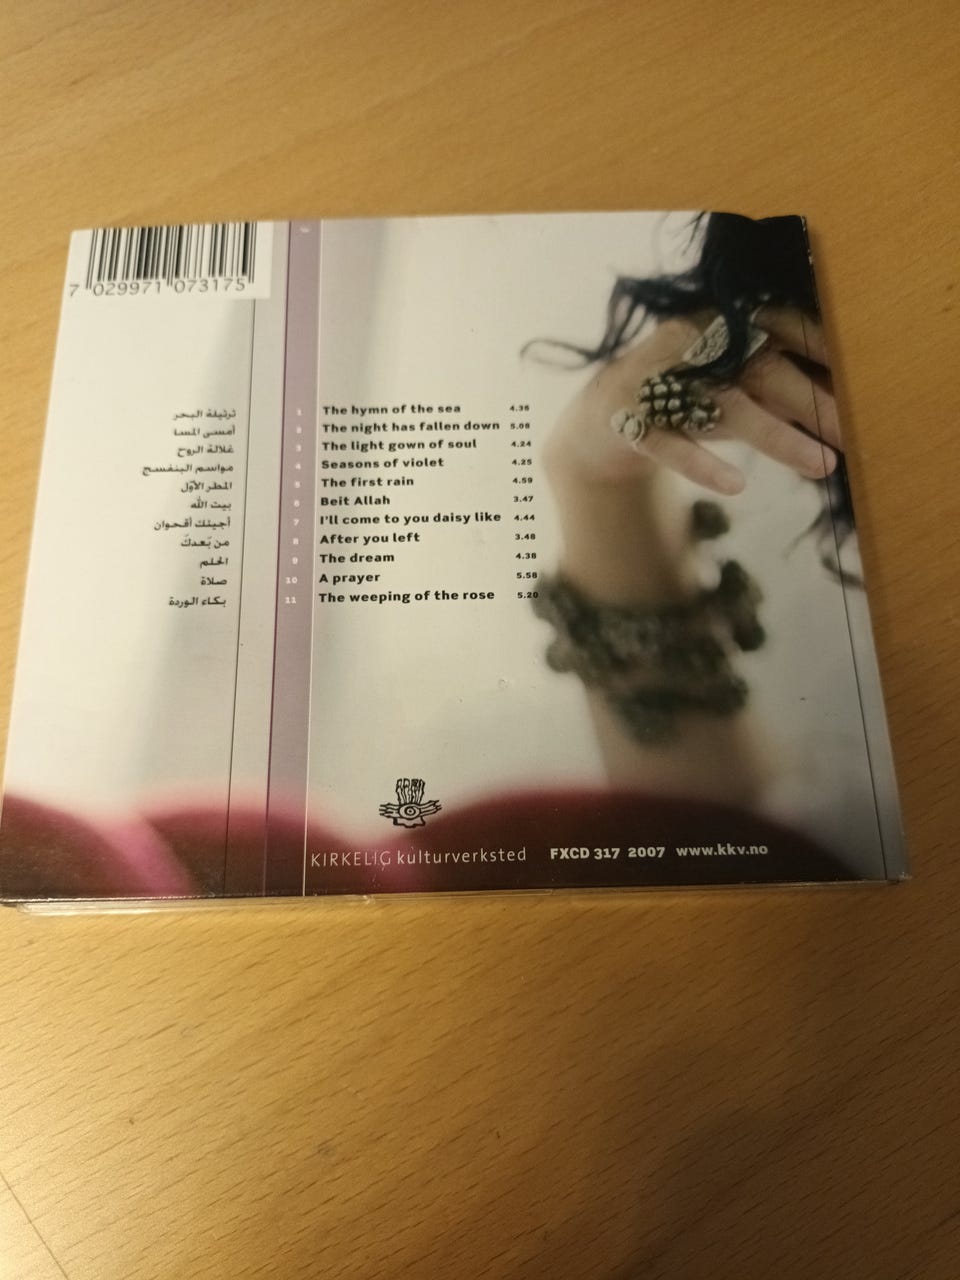 7 029971 073175
ترتيلة البحر 1 The hymn of the sea 4.36
أمسى المسا 2 The night has fallen down 5.08
غلالة الروح 3 The light gown of soul 4.24
مواسم البنفسج 4 Seasons of violet 4.25
المطر الأوّل 5 The first rain 4.59
بيت الله 6 Beit Allah 3.47
أجيئك أقحوان 7 I'll come to you daisy like 4.44
من بَعدكَ 8 After you left 3.48
الحلم 9 The dream 4.38
صلاة 10 A prayer 5.58
بكاء الوردة 11 The weeping of the rose 5.20
KIRKELIG kulturverksted FXCD 317 2007 www.kkv.no